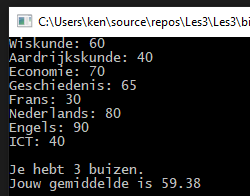 C:\Users\ken\source\repos\Les3\Les3\bi
Wiskunde: 60
Aardrijkskunde: 40
Economie: 70
Geschiedenis: 65
Frans: 30
Nederlands: 80
Engels: 90
ICT: 40
Je hebt 3 buizen.
Jouw gemiddelde is 59.38